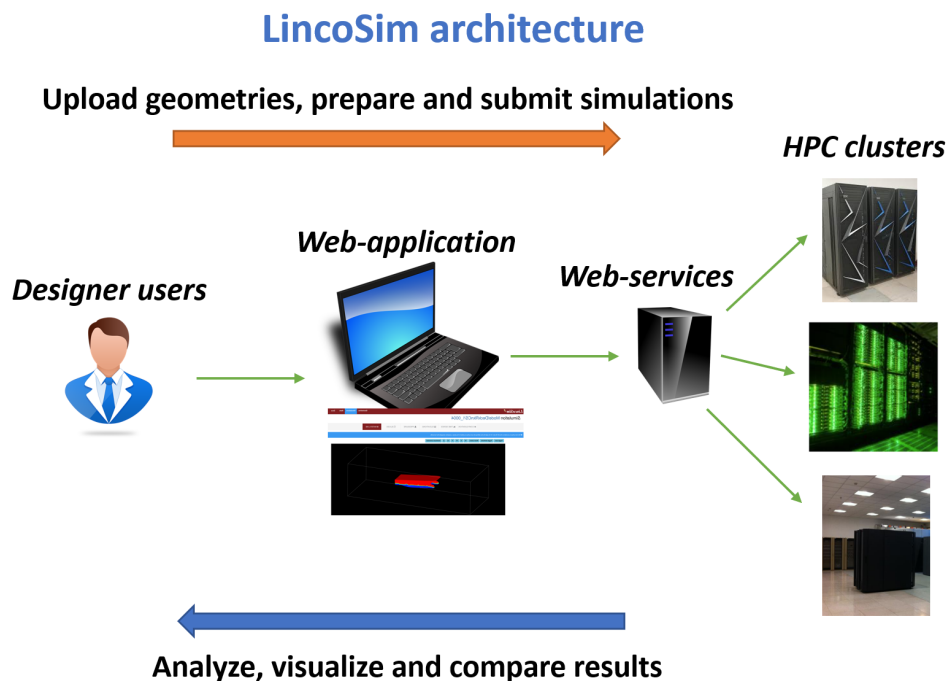 LincoSim architecture
Upload geometries, prepare and submit simulations
HPC clusters
Web-application
Web-services
Designer users
Analyze, visualize and compare results